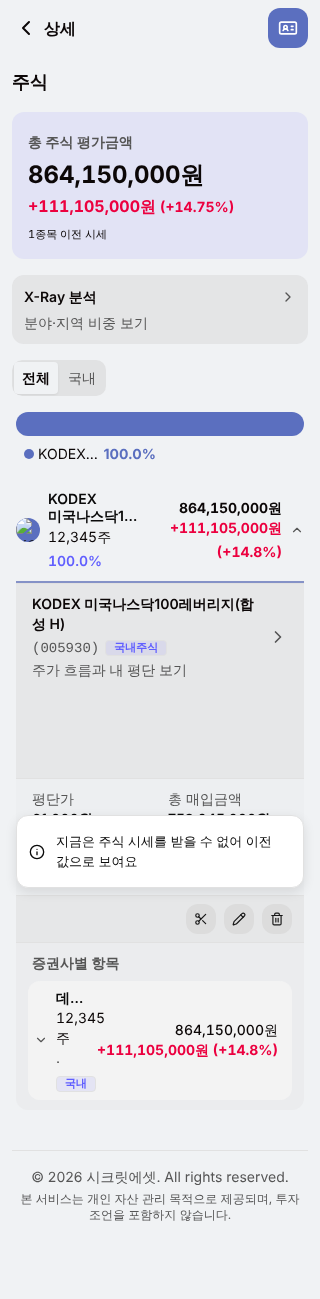 상세
주식
총 주식 평가금액
864,150,000원
+111,105,000원 (+14.75%)
1종목 이전 시세
X-Ray 분석
분야·지역 비중 보기
전체 국내
KODEX... 100.0%
KODEX
미국나스닥1...
12,345주
100.0%
864,150,000원
+111,105,000원
(+14.8%)
KODEX 미국나스닥100레버리지(합
성 H)
(005930) 국내주식
주가 흐름과 내 평단 보기
평단가 총 매입금액
지금은 주식 시세를 받을 수 없어 이전
값으로 보여요
증권사별 항목
데...
12,345
주
·
국내
864,150,000원
+111,105,000원 (+14.8%)
© 2026 시크릿에셋. All rights reserved.
본 서비스는 개인 자산 관리 목적으로 제공되며, 투자
조언을 포함하지 않습니다.